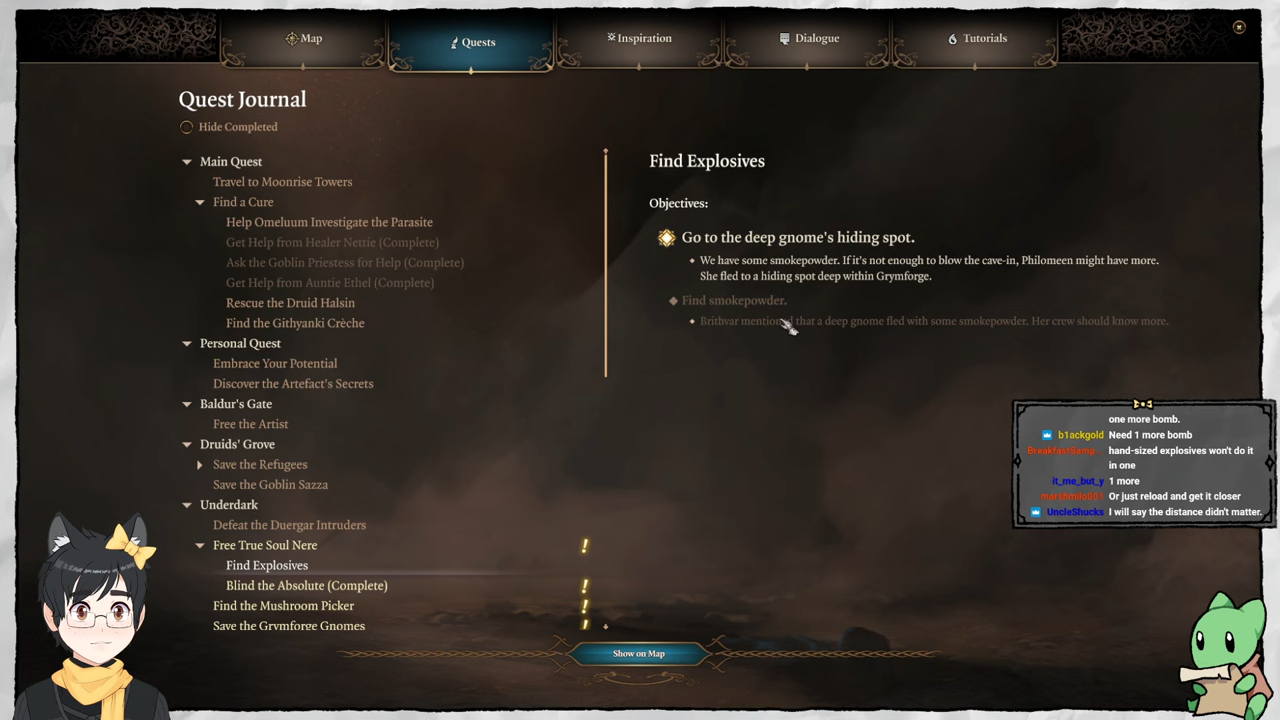 Map
Quests
Inspiration
Dialogue
Tutorials
Quest Journal
Hide Completed
Main Quest
Travel to Moonrise Towers
Find a Cure
Help Omeluum Investigate the Parasite
Get Help from Healer Nettie (Complete)
Ask the Goblin Priestess for Help (Complete)
Get Help from Auntie Ethel (Complete)
Rescue the Druid Halsin
Find the Githyanki Crèche
Personal Quest
Embrace Your Potential
Discover the Artefact's Secrets
Baldur's Gate
Free the Artist
Druids' Grove
Save the Refugees
Save the Goblin Sazza
Underdark
Defeat the Duergar Intruders
Free True Soul Nere
Find Explosives
Blind the Absolute (Complete)
Find the Mushroom Picker
Save the Grymforge Gnomes
Find Explosives
Objectives:
Go to the deep gnome's hiding spot.
We have some smokepowder. If it's not enough to blow the cave-in, Philomeen might have more.
She fled to a hiding spot deep within Grymforge.
Find smokepowder.
Brithvar mentioned that a deep gnome fled with some smokepowder. Her crew should know more.
Show on Map
one more bomb.
b1ackgold Need 1 more bomb
BreakfastSamp... hand-sized explosives won't do it
in one
it_me_but_y 1 more
marshmilo001 Or just reload and get it closer
UncleShucks I will say the distance didn't matter.